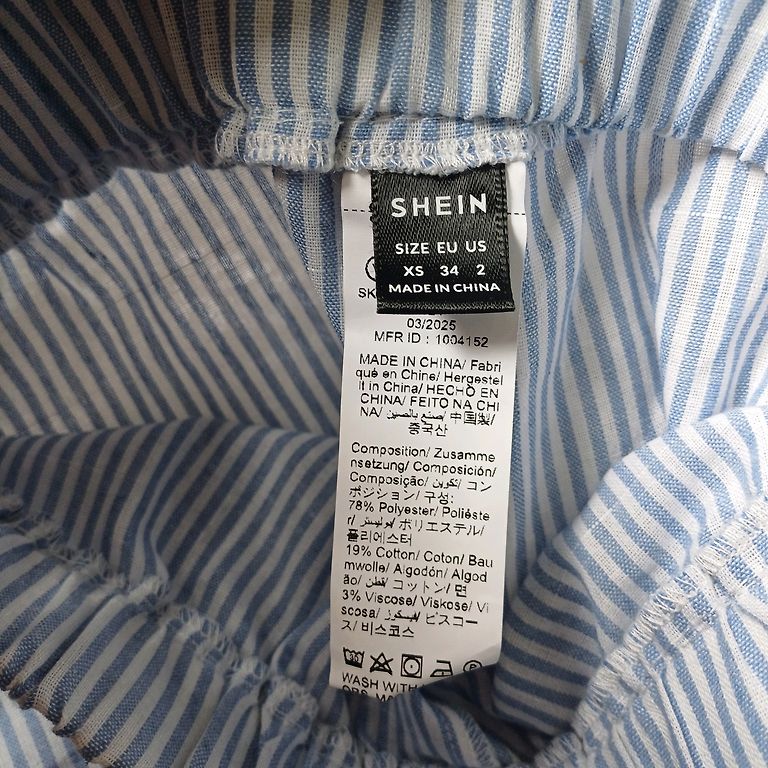 SHEIN
SIZE EU US
XS 34 2
MADE IN CHINA
SK
03/2025
MFR ID : 1004152
MADE IN CHINA/ Fabri
qué en Chine/ Hergestel
lt in China/ HECHO EN
CHINA/ FEITO NA CHI
NA/ صنع بالصين/ 中国製/
중국산
Composition/ Zusamme
nsetzung/ Composición/
Composição/ تكوين/ コン
ポジション/ 구성:
78% Polyester/ Poliéste
r/ بوليستر/ ポリエステル/
폴리에스터
19% Cotton/ Coton/ Bau
mwolle/ Algodón/ Algod
ão/ قطن/ コットン/ 면
3% Viscose/ Viskose/ Vi
scosa/ فيسكوز/ ビスコー
ス/ 비스코스
WASH WITH